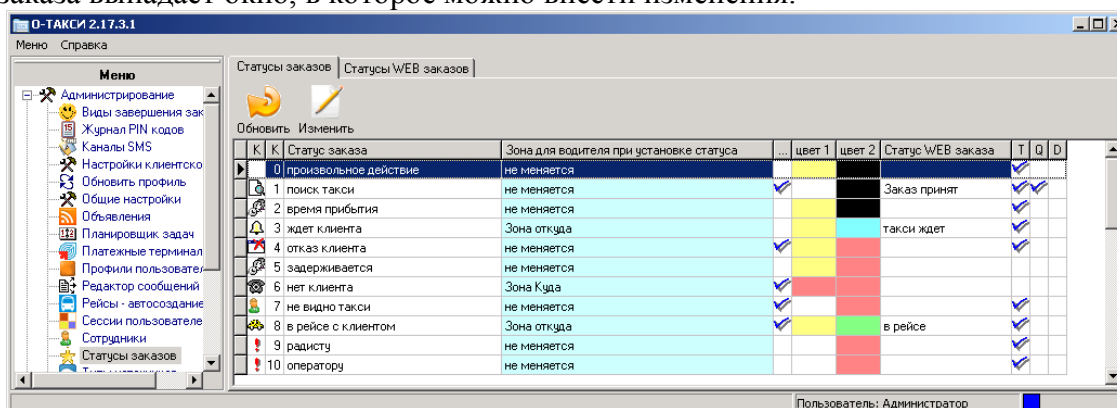 заказа выпадает окно, в которое можно внести изменения.
О-ТАКСИ 2.17.3.1
Меню Справка
Меню
Администрирование
Виды завершения зак
Журнал PIN кодов
Каналы SMS
Настройки клиентско
Обновить профиль
Общие настройки
Объявления
Планировщик задач
Платежные терминал
Профили пользовател
Редактор сообщений
Рейсы - автосоздание
Сессии пользователе
Сотрудники
Статусы заказов
Статусы заказов Статусы WEB заказов
Обновить Изменить
К К Статус заказа Зона для водителя при установке статуса ... цвет 1 цвет 2 Статус WEB заказа T Q D
0 произвольное действие не меняется
1 поиск такси не меняется Заказ принят
2 время прибытия не меняется
3 ждет клиента Зона откуда такси ждет
4 отказ клиента не меняется
5 задерживается не меняется
6 нет клиента Зона Куда
7 не видно такси не меняется
8 в рейсе с клиентом Зона откуда в рейсе
9 радисту не меняется
10 оператору не меняется
Пользователь: Администратор